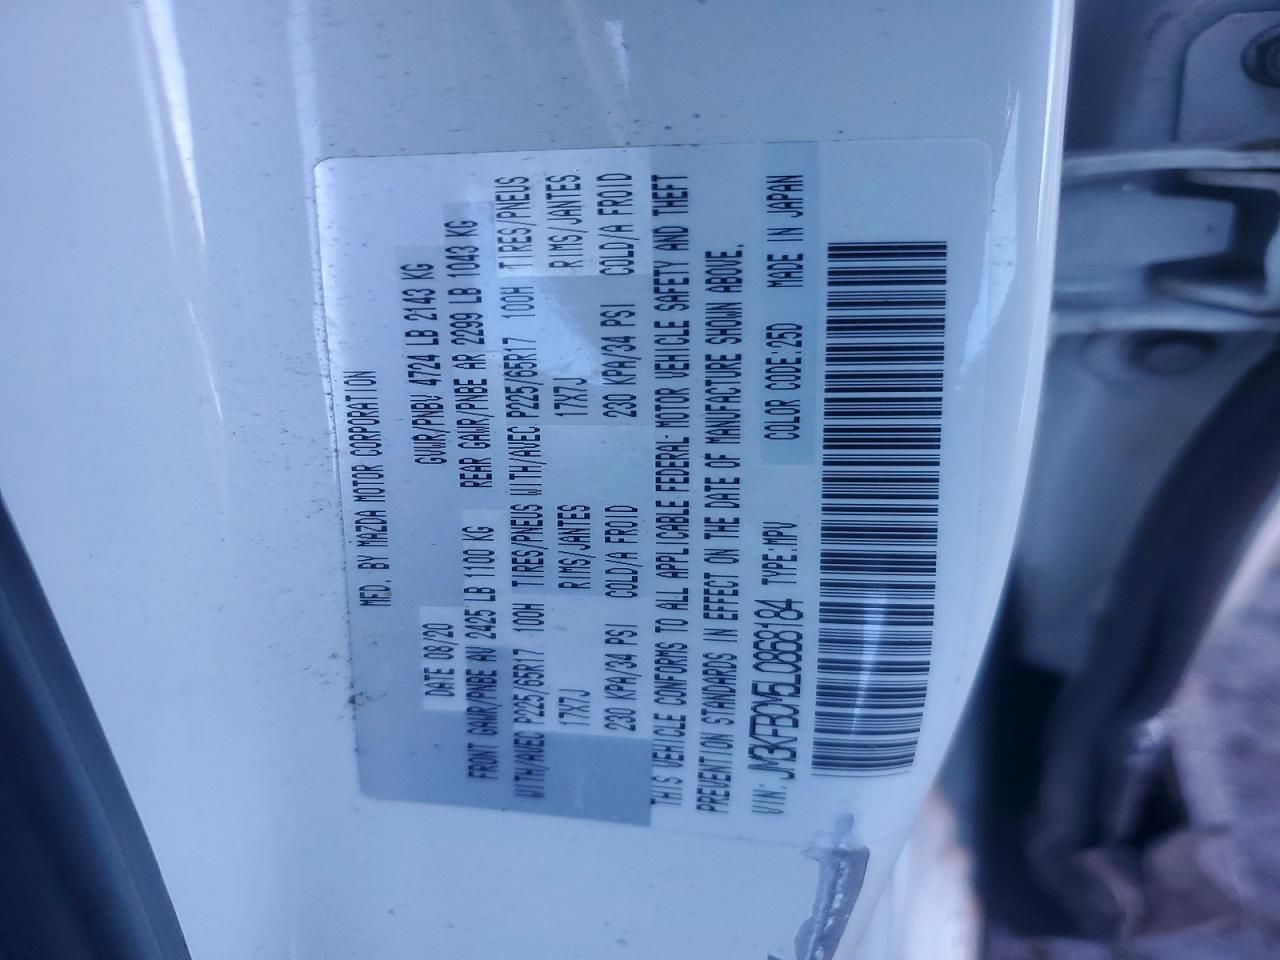 MFD. BY MAZDA MOTOR CORPORATION
DATE 08/20 GVWR/PNBV 4724 LB 2143 KG
FRONT GAWR/PNBE AV 2425 LB 1100 KG REAR GAWR/PNBE AR 2299 LB 1043 KG
WITH/AVEC P225/65R17 100H TIRES/PNEUS WITH/AVEC P225/65R17 100H TIRES/PNEUS
17X7J RIMS/JANTES 17X7J RIMS/JANTES
230 KPA/34 PSI COLD/A FROID 230 KPA/34 PSI COLD/A FROID
THIS VEHICLE CONFORMS TO ALL APPLICABLE FEDERAL MOTOR VEHICLE SAFETY AND THEFT
PREVENTION STANDARDS IN EFFECT ON THE DATE OF MANUFACTURE SHOWN ABOVE.
VIN: JM3KFBCM5L0868184 TYPE:MPV COLOR CODE:25D MADE IN JAPAN